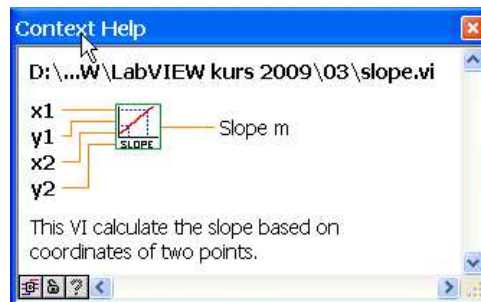 Context Help
D:\...W\LabVIEW kurs 2009\03\slope.vi
x1
y1
x2
y2
SLOPE
Slope m
This VI calculate the slope based on
coordinates of two points.
?